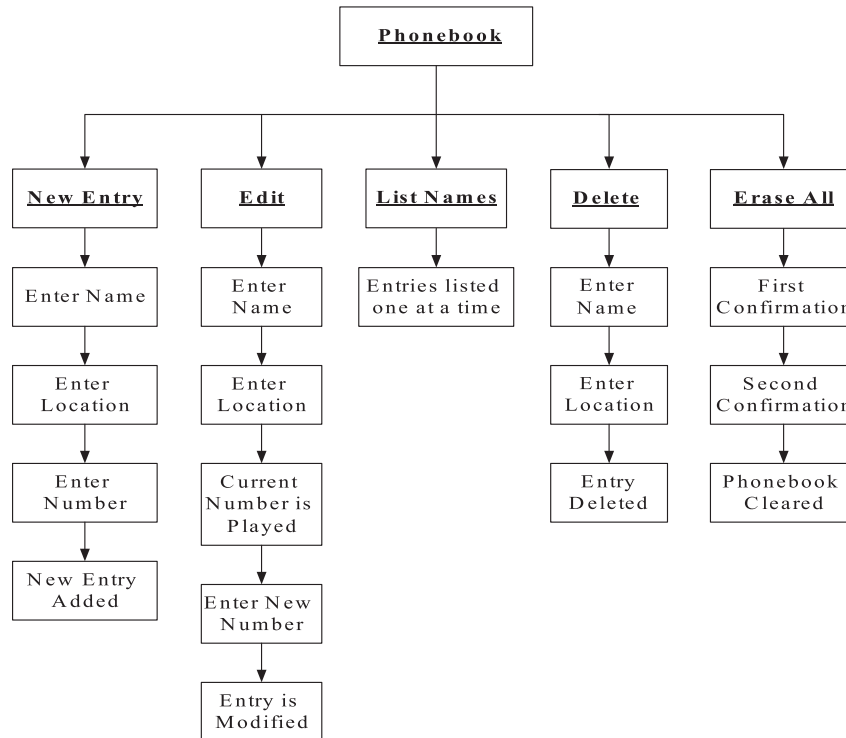 Phonebook
New Entry
Enter Name
Enter
Location
Enter
Number
New Entry
Added
Edit
Enter
Name
Enter
Location
Current
Number is
Played
Enter New
Number
Entry is
Modified
List Names
Entries listed
one at a time
Delete
Enter
Name
Enter
Location
Entry
Deleted
Erase All
First
Confirmation
Second
Confirmation
Phonebook
Cleared